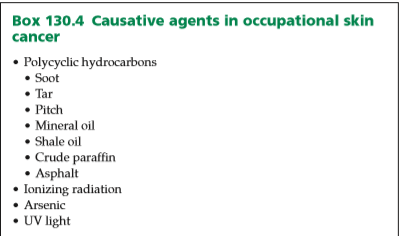 Box 130.4 Causative agents in occupational skin
cancer
• Polycyclic hydrocarbons
• Soot
• Tar
• Pitch
• Mineral oil
• Shale oil
• Crude paraffin
• Asphalt
• Ionizing radiation
• Arsenic
• UV light